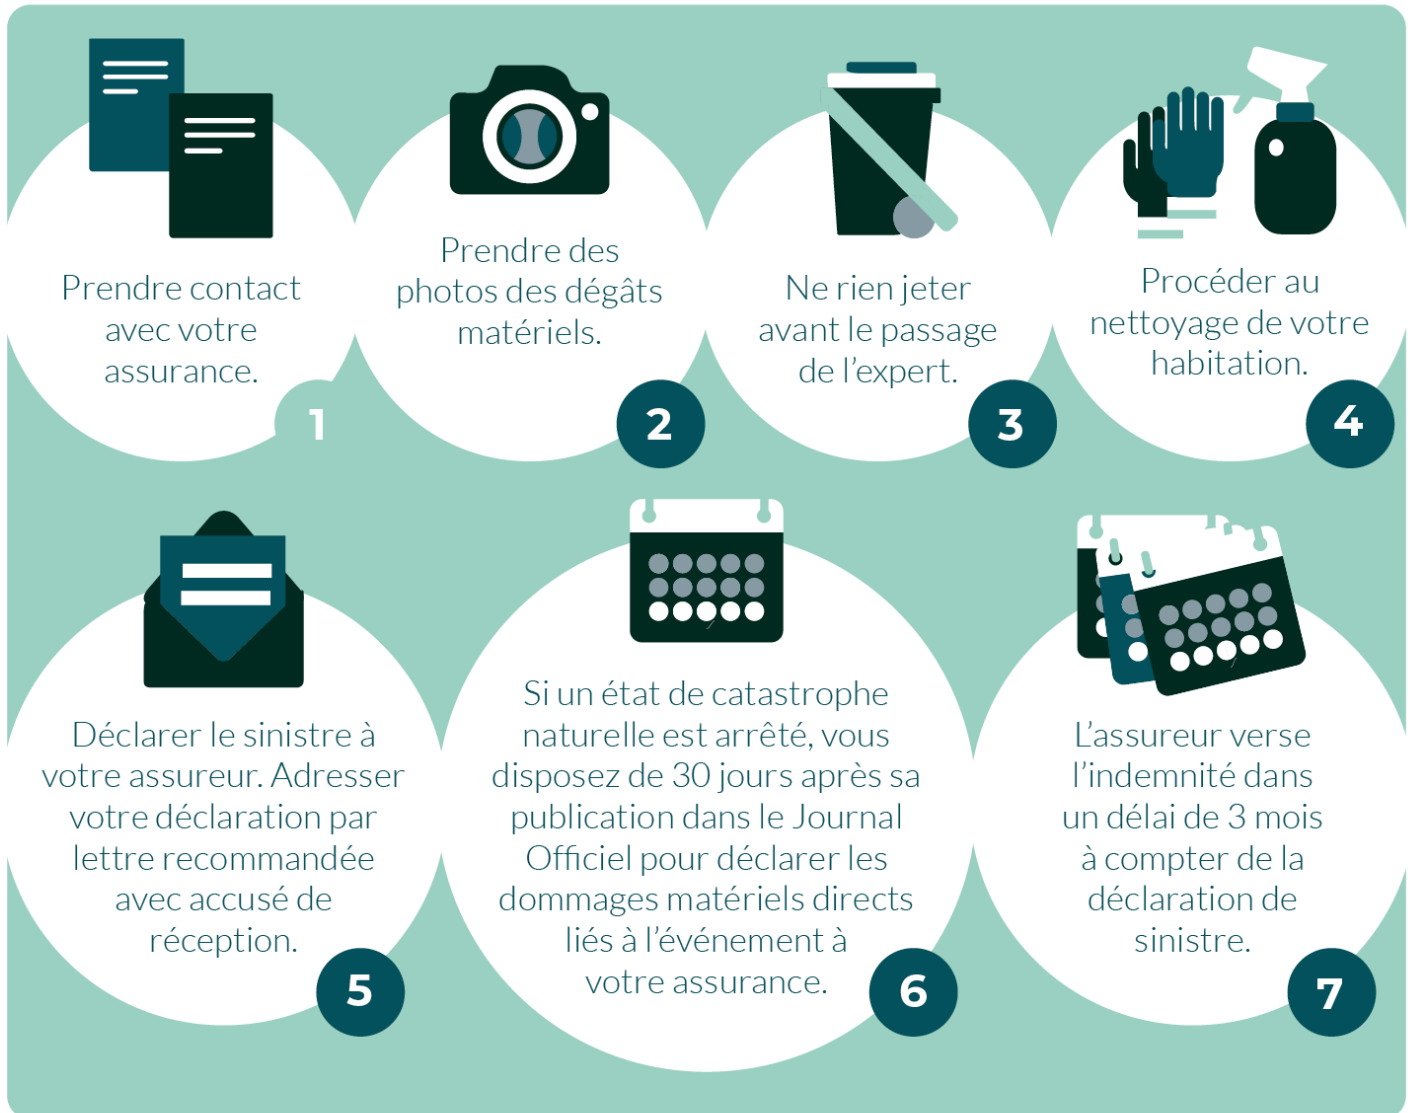 Prendre contact
avec votre
assurance.
1
Prendre des
photos des dégâts
matériels.
2
Ne rien jeter
avant le passage
de l’expert.
3
Procéder au
nettoyage de votre
habitation.
4
Déclarer le sinistre à
votre assureur. Adresser
votre déclaration par
lettre recommandée
avec accusé de
réception.
5
Si un état de catastrophe
naturelle est arrêté, vous
disposez de 30 jours après sa
publication dans le Journal
Officiel pour déclarer les
dommages matériels directs
liés à l’événement à
votre assurance.
6
L’assureur verse
l’indemnité dans
un délai de 3 mois
à compter de la
déclaration de
sinistre.
7